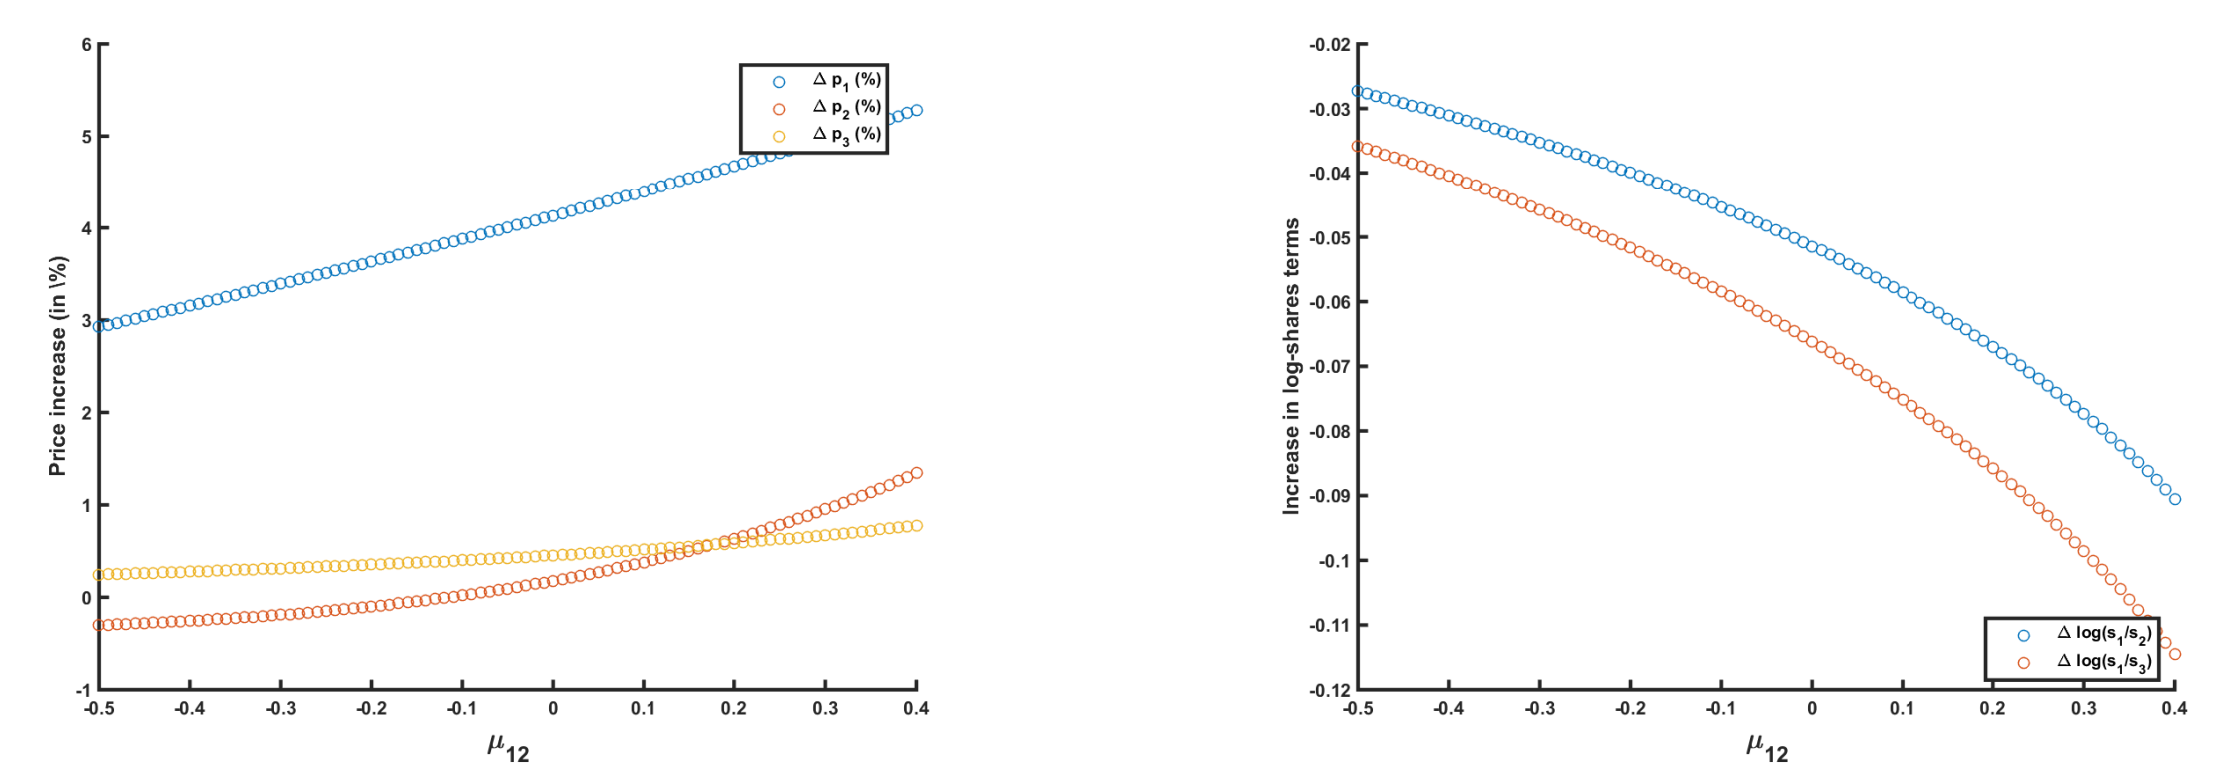 Price increase (in \%)
6
5
4
3
2
1
0
-1
Δ p1 (%)
Δ p2 (%)
Δ p3 (%)
-0.5 -0.4 -0.3 -0.2 -0.1 0 0.1 0.2 0.3 0.4
μ12
Increase in log-shares terms
-0.02
-0.03
-0.04
-0.05
-0.06
-0.07
-0.08
-0.09
-0.1
-0.11
-0.12
Δ log(s1/s2)
Δ log(s1/s3)
-0.5 -0.4 -0.3 -0.2 -0.1 0 0.1 0.2 0.3 0.4
μ12